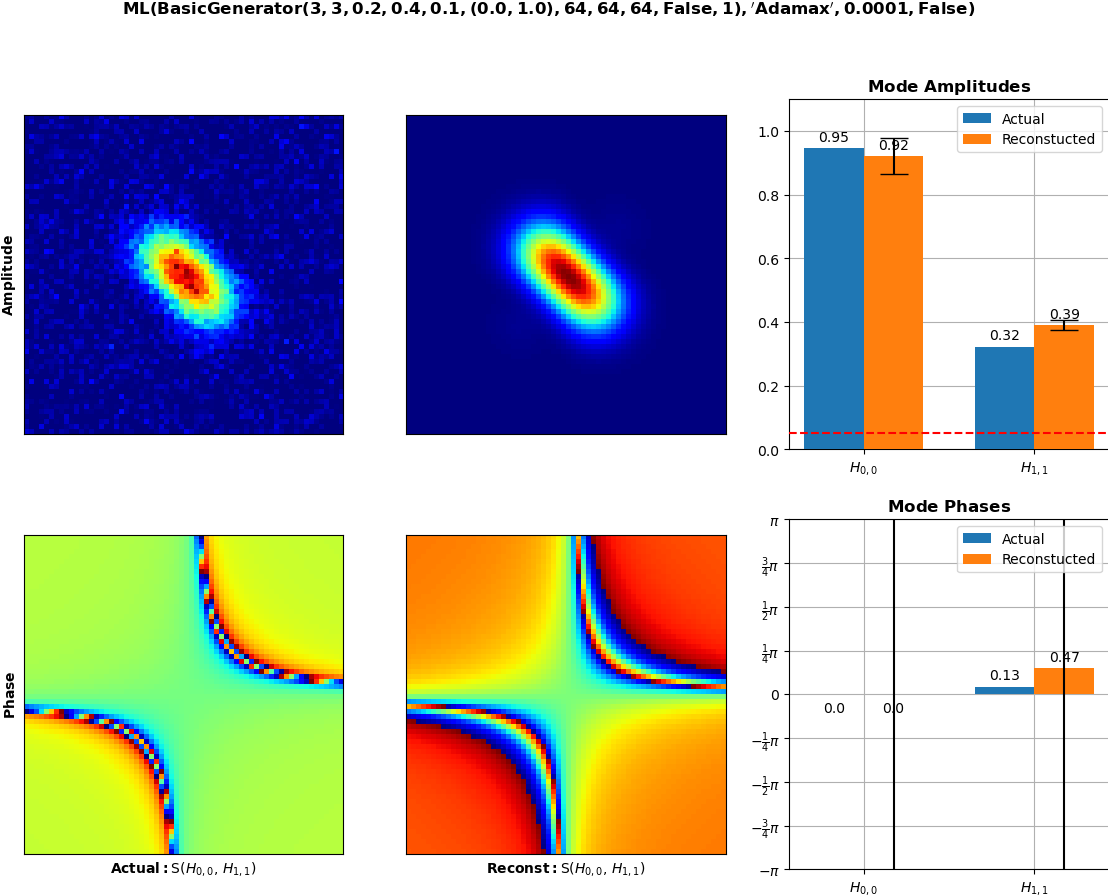 ML(BasicGenerator(3, 3, 0.2, 0.4, 0.1, (0.0, 1.0), 64, 64, 64, False, 1), ′Adamax′, 0.0001, False)
Amplitude
Mode Amplitudes
Actual
Reconstucted
1.0
0.8
0.6
0.4
0.2
0.0
0.95
0.92
0.32
0.39
H0, 0
H1, 1
Phase
Actual: S(H0, 0, H1, 1)
Reconst: S(H0, 0, H1, 1)
Mode Phases
Actual
Reconstucted
π
3/4π
1/2π
1/4π
0
−1/4π
−1/2π
−3/4π
−π
0.0
0.0
0.13
0.47
H0, 0
H1, 1